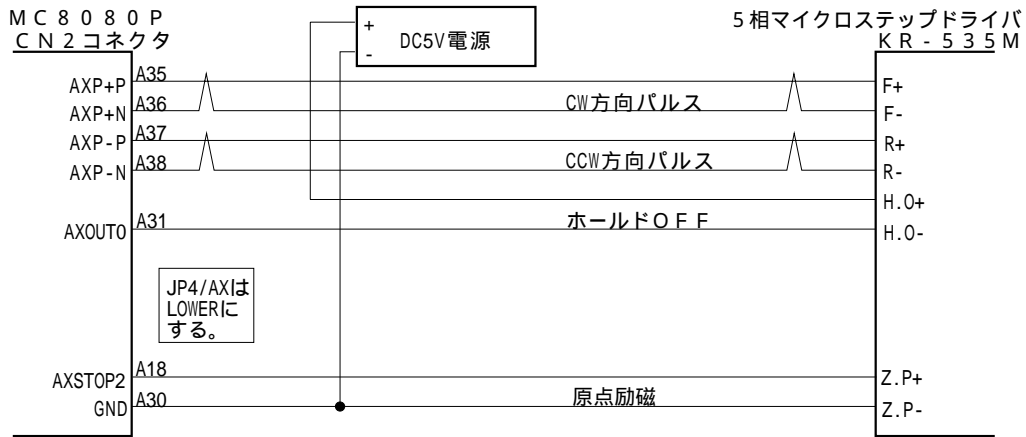 MC8080P
CN2コネクタ
+
-
DC5V電源
5相マイクロステップドライバ
KR-535M
AXP+P A35 F+
AXP+N A36 CW方向パルス F-
AXP-P A37 R+
AXP-N A38 CCW方向パルス R-
H.O+
AXOUT0 A31 ホールドOFF H.O-
JP4/AXは
LOWERに
する。
AXSTOP2 A18 Z.P+
GND A30 原点励磁 Z.P-